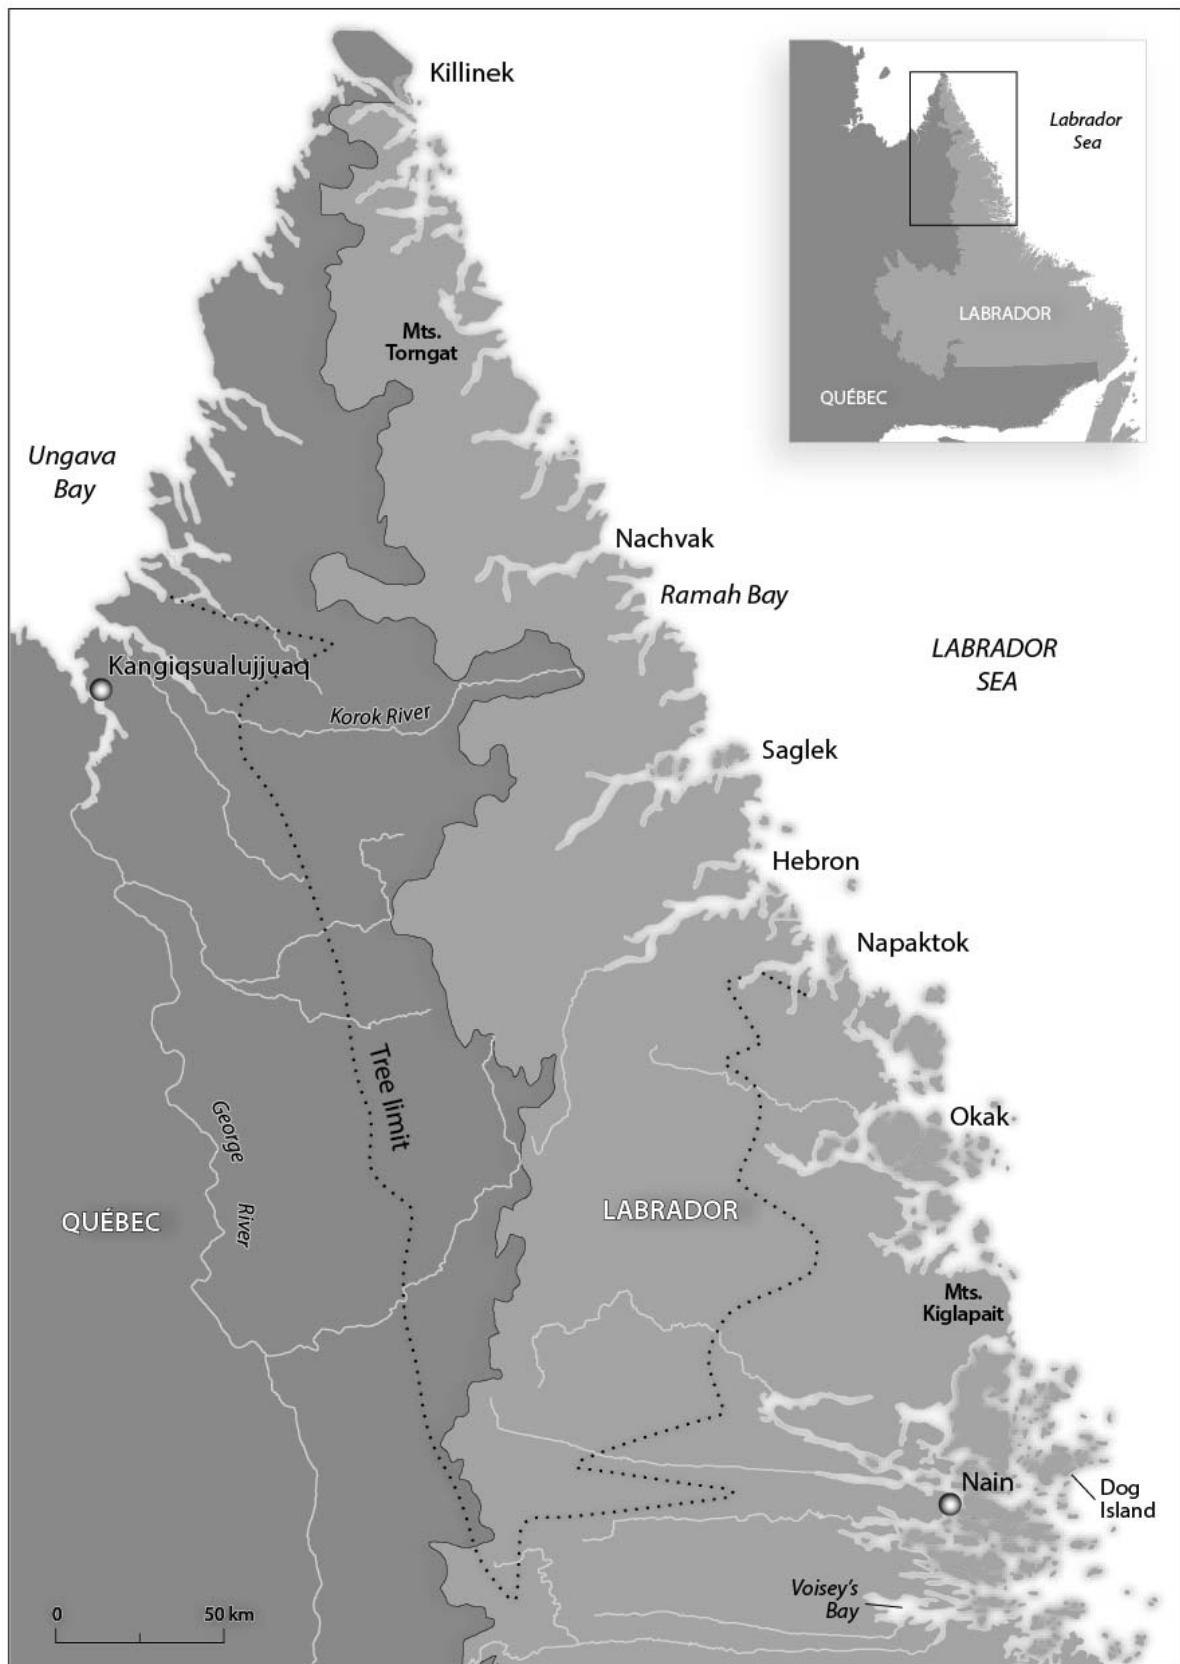 Killinek
Labrador
Sea
LABRADOR
QUÉBEC
Mts.
Torngat
Ungava
Bay
Nachvak
Ramah Bay
LABRADOR
SEA
Kangiqsualujjuaq
Korok River
Saglek
Hebron
Napaktok
Tree limit
George
River
Okak
QUÉBEC
LABRADOR
Mts.
Kiglapait
Nain
Dog
Island
Voisey's
Bay
0 50 km